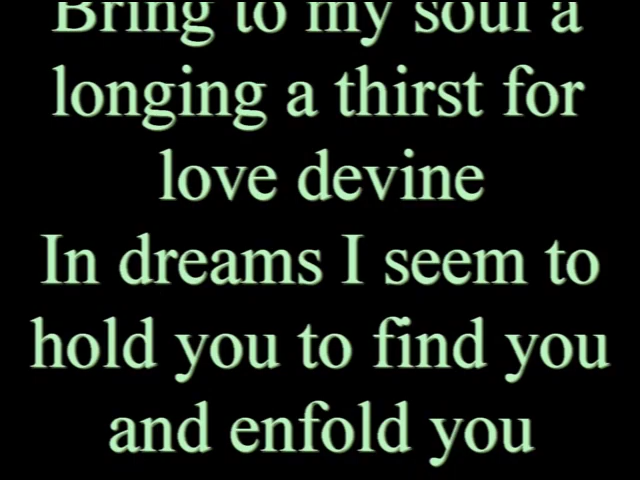 Bring to my soul a
longing a thirst for
love devine
In dreams I seem to
hold you to find you
and enfold you